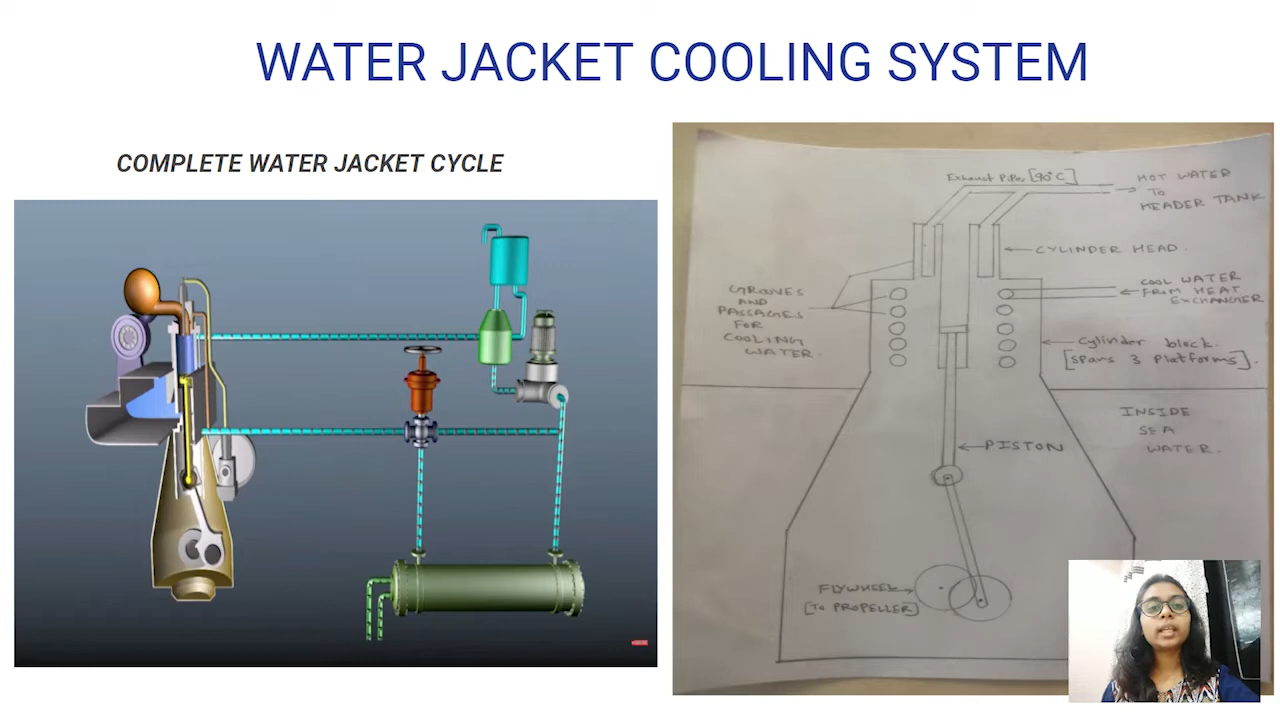 WATER JACKET COOLING SYSTEM
COMPLETE WATER JACKET CYCLE
Exhaust Pipes [90°C]
HOT WATER
TO
HEADER TANK
CYLINDER HEAD.
COOL WATER
FROM HEAT
EXCHANGER
GROOVES
AND
PASSAGES
FOR
COOLING
WATER.
Cylinder block.
[spans 3 platforms].
INSIDE
SEA
WATER.
PISTON
FLYWHEEL
[TO PROPELLER]